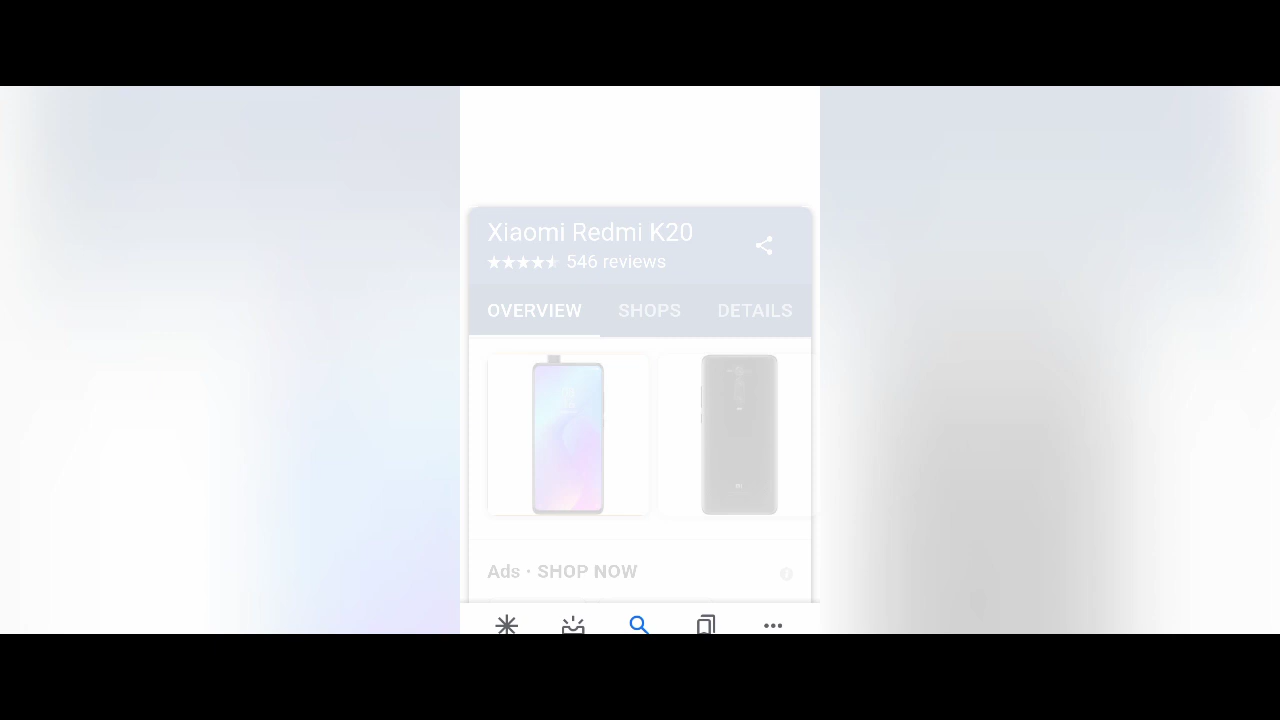 Xiaomi Redmi K20
546 reviews
OVERVIEW SHOPS DETAILS
Ads · SHOP NOW